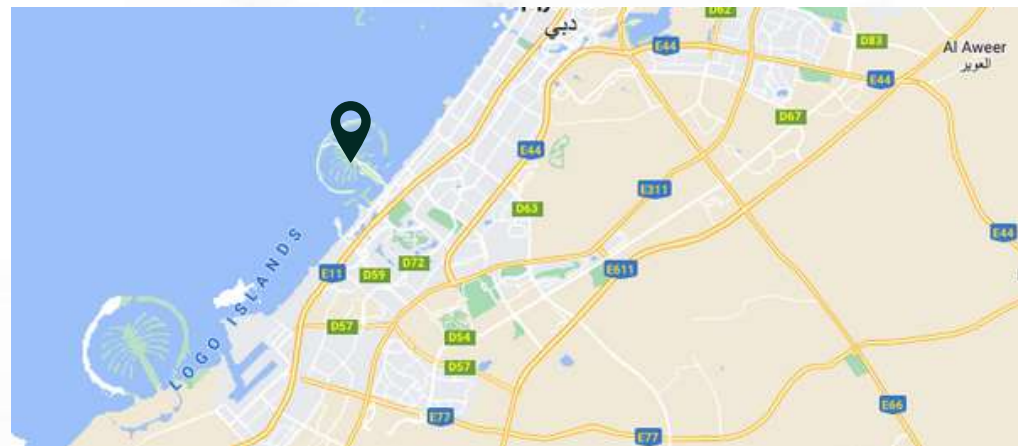 دبي
D62
E44
D83
Al Aweer
العوير
E44
D67
E44
E311
D63
E44
D72
D59
E11
E611
LOGO ISLANDS
D57
D54
D57
E66
E77
E77